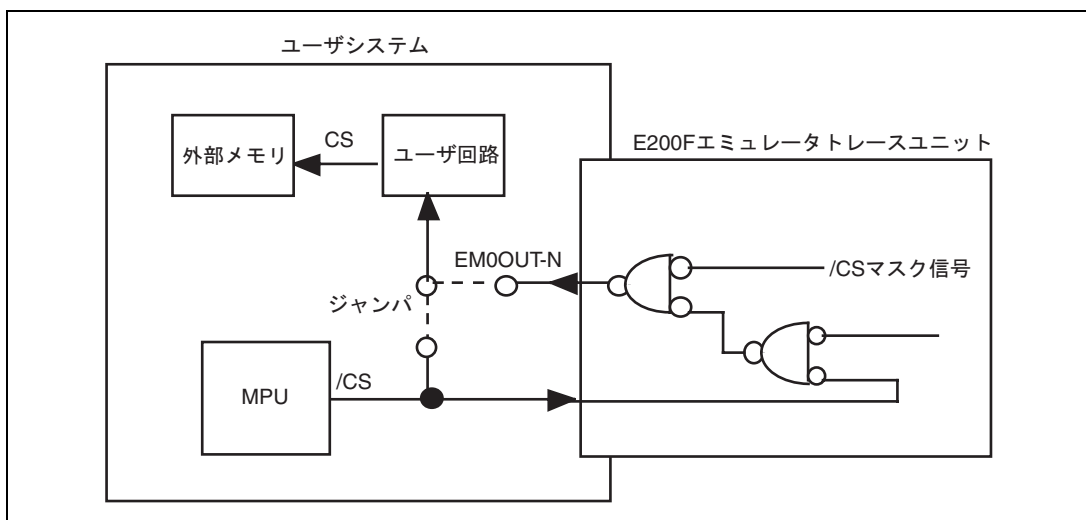 ユーザシステム
外部メモリ
CS
ユーザ回路
E200Fエミュレータトレースユニット
EM0OUT-N
/CSマスク信号
ジャンパ
MPU
/CS